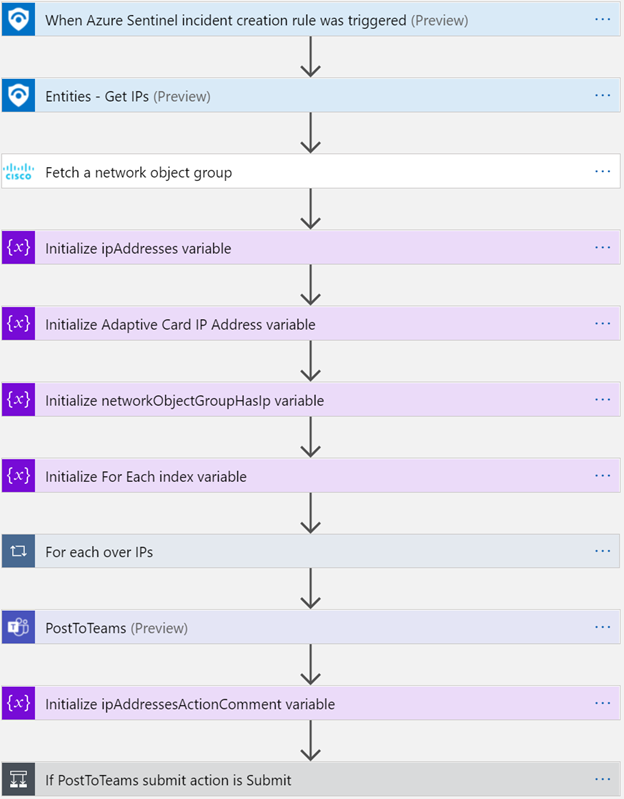 When Azure Sentinel incident creation rule was triggered (Preview) ...
Entities - Get IPs (Preview) ...
cisco Fetch a network object group ...
{x} Initialize ipAddresses variable ...
{x} Initialize Adaptive Card IP Address variable ...
{x} Initialize networkObjectGroupHasIp variable ...
{x} Initialize For Each index variable ...
For each over IPs ...
T PostToTeams (Preview) ...
{x} Initialize ipAddressesActionComment variable ...
If PostToTeams submit action is Submit ...